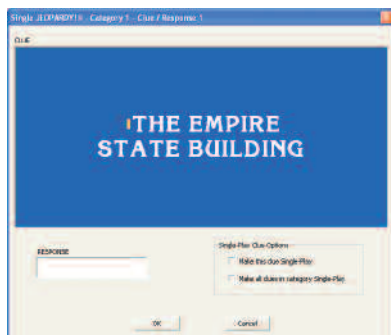 Single JEOPARDY!® - Category 1 - Clue / Response 1
CLUE
THE EMPIRE
STATE BUILDING
RESPONSE
Single-Play Clue Options
Make this clue Single-Play
Make all clues in category Single-Play
OK
Cancel